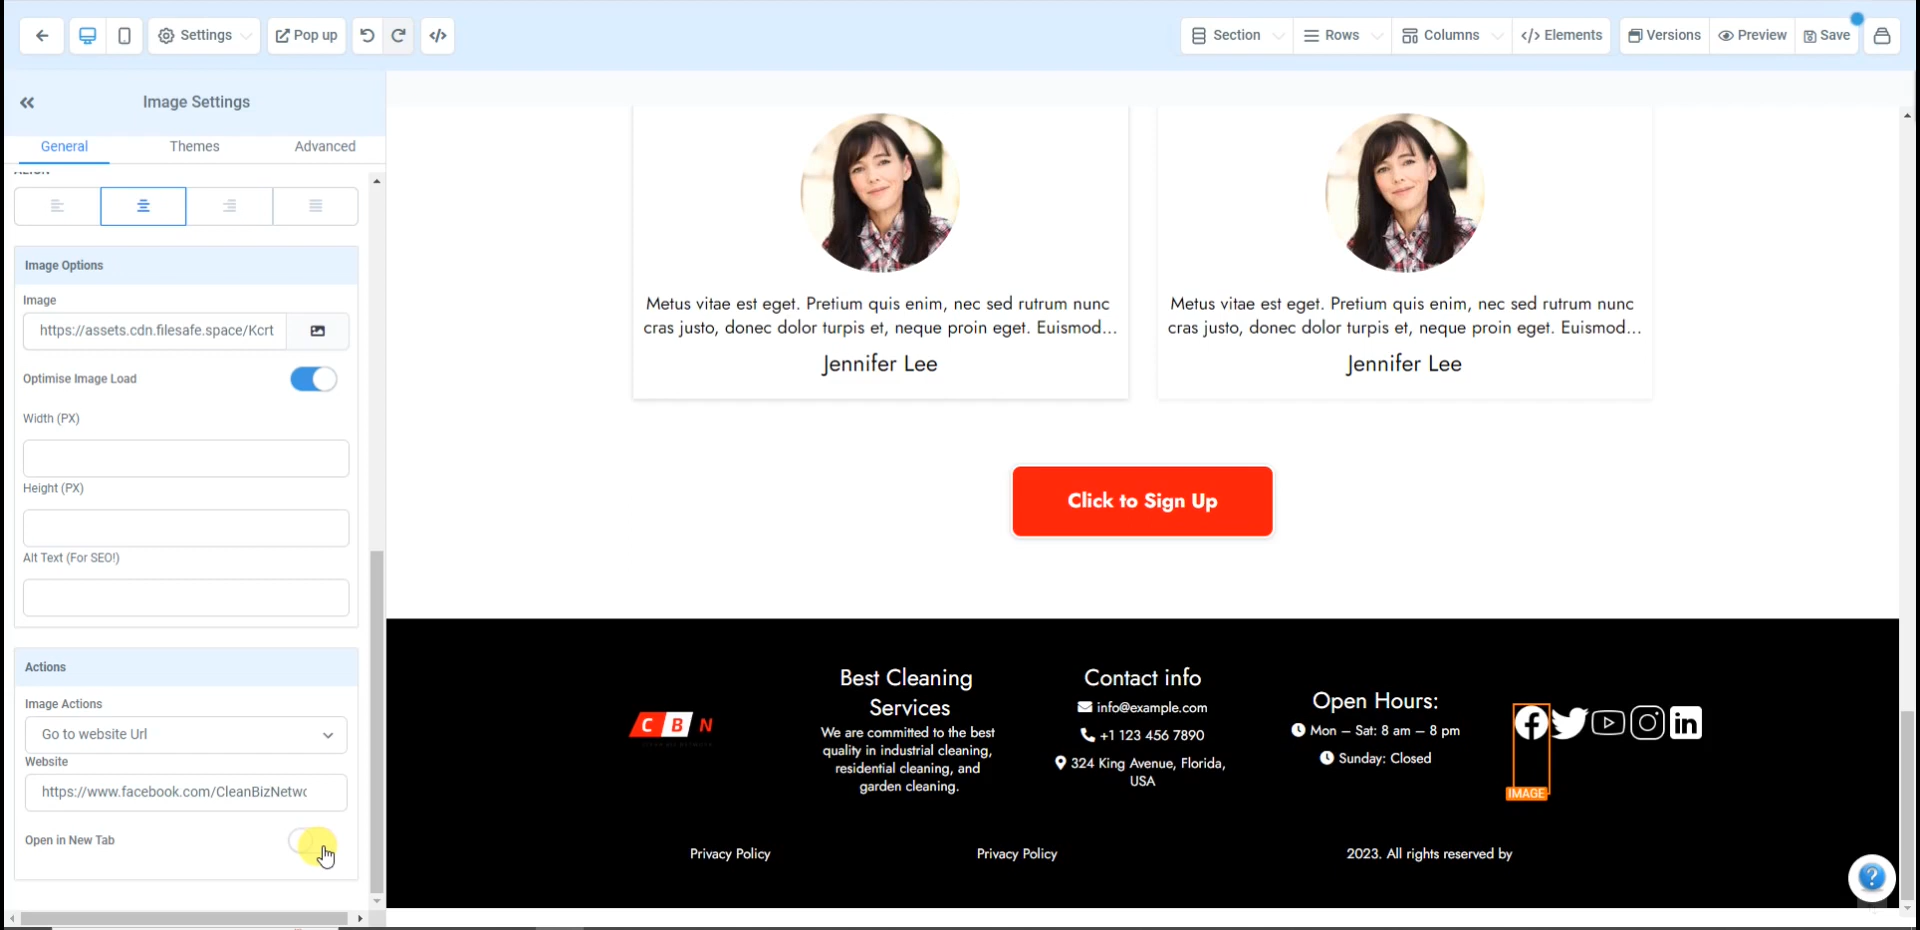 Settings
Pop up
Section
Rows
Columns
</> Elements
Versions
Preview
Save
Image Settings
General
Themes
Advanced
Image Options
Image
https://assets.cdn.filesafe.space/Kcrt
Optimise Image Load
Width (PX)
Height (PX)
Alt Text (For SEO!)
Actions
Image Actions
Go to website Url
Website
https://www.facebook.com/CleanBizNetwo
Open in New Tab
Metus vitae est eget. Pretium quis enim, nec sed rutrum nunc
cras justo, donec dolor turpis et, neque proin eget. Euismod...
Jennifer Lee
Metus vitae est eget. Pretium quis enim, nec sed rutrum nunc
cras justo, donec dolor turpis et, neque proin eget. Euismod...
Jennifer Lee
Click to Sign Up
C B N
Best Cleaning
Services
We are committed to the best
quality in industrial cleaning,
residential cleaning, and
garden cleaning.
Contact info
info@example.com
+1 123 456 7890
324 King Avenue, Florida,
USA
Open Hours:
Mon – Sat: 8 am – 8 pm
Sunday: Closed
IMAGE
Privacy Policy
Privacy Policy
2023. All rights reserved by